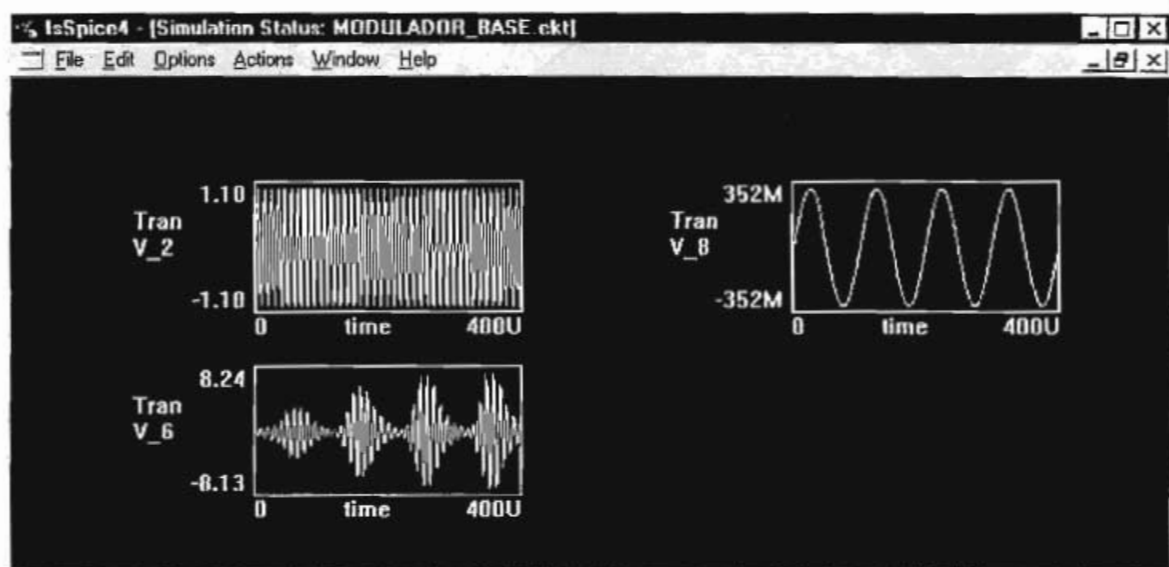 IsSpice4 - [Simulation Status: MODULADOR_BASE.ckt]
File Edit Options Actions Window Help
1.10
Tran
V_2
-1.10
0 time 400U
352M
Tran
V_8
-352M
0 time 400U
8.24
Tran
V_6
-8.13
0 time 400U